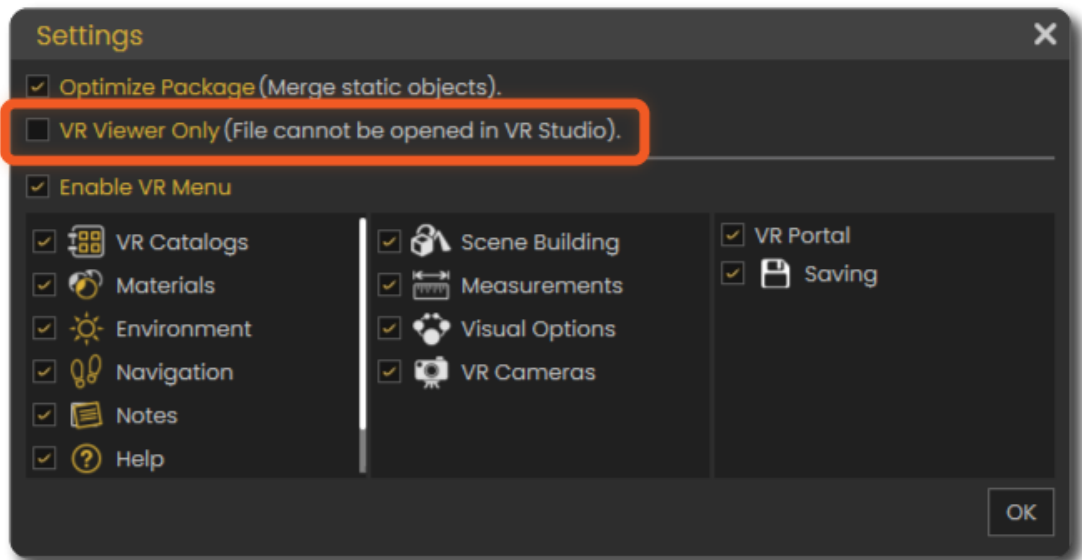 Settings
Optimize Package (Merge static objects).
VR Viewer Only (File cannot be opened in VR Studio).
Enable VR Menu
VR Catalogs
Materials
Environment
Navigation
Notes
Help
Scene Building
Measurements
Visual Options
VR Cameras
VR Portal
Saving
OK